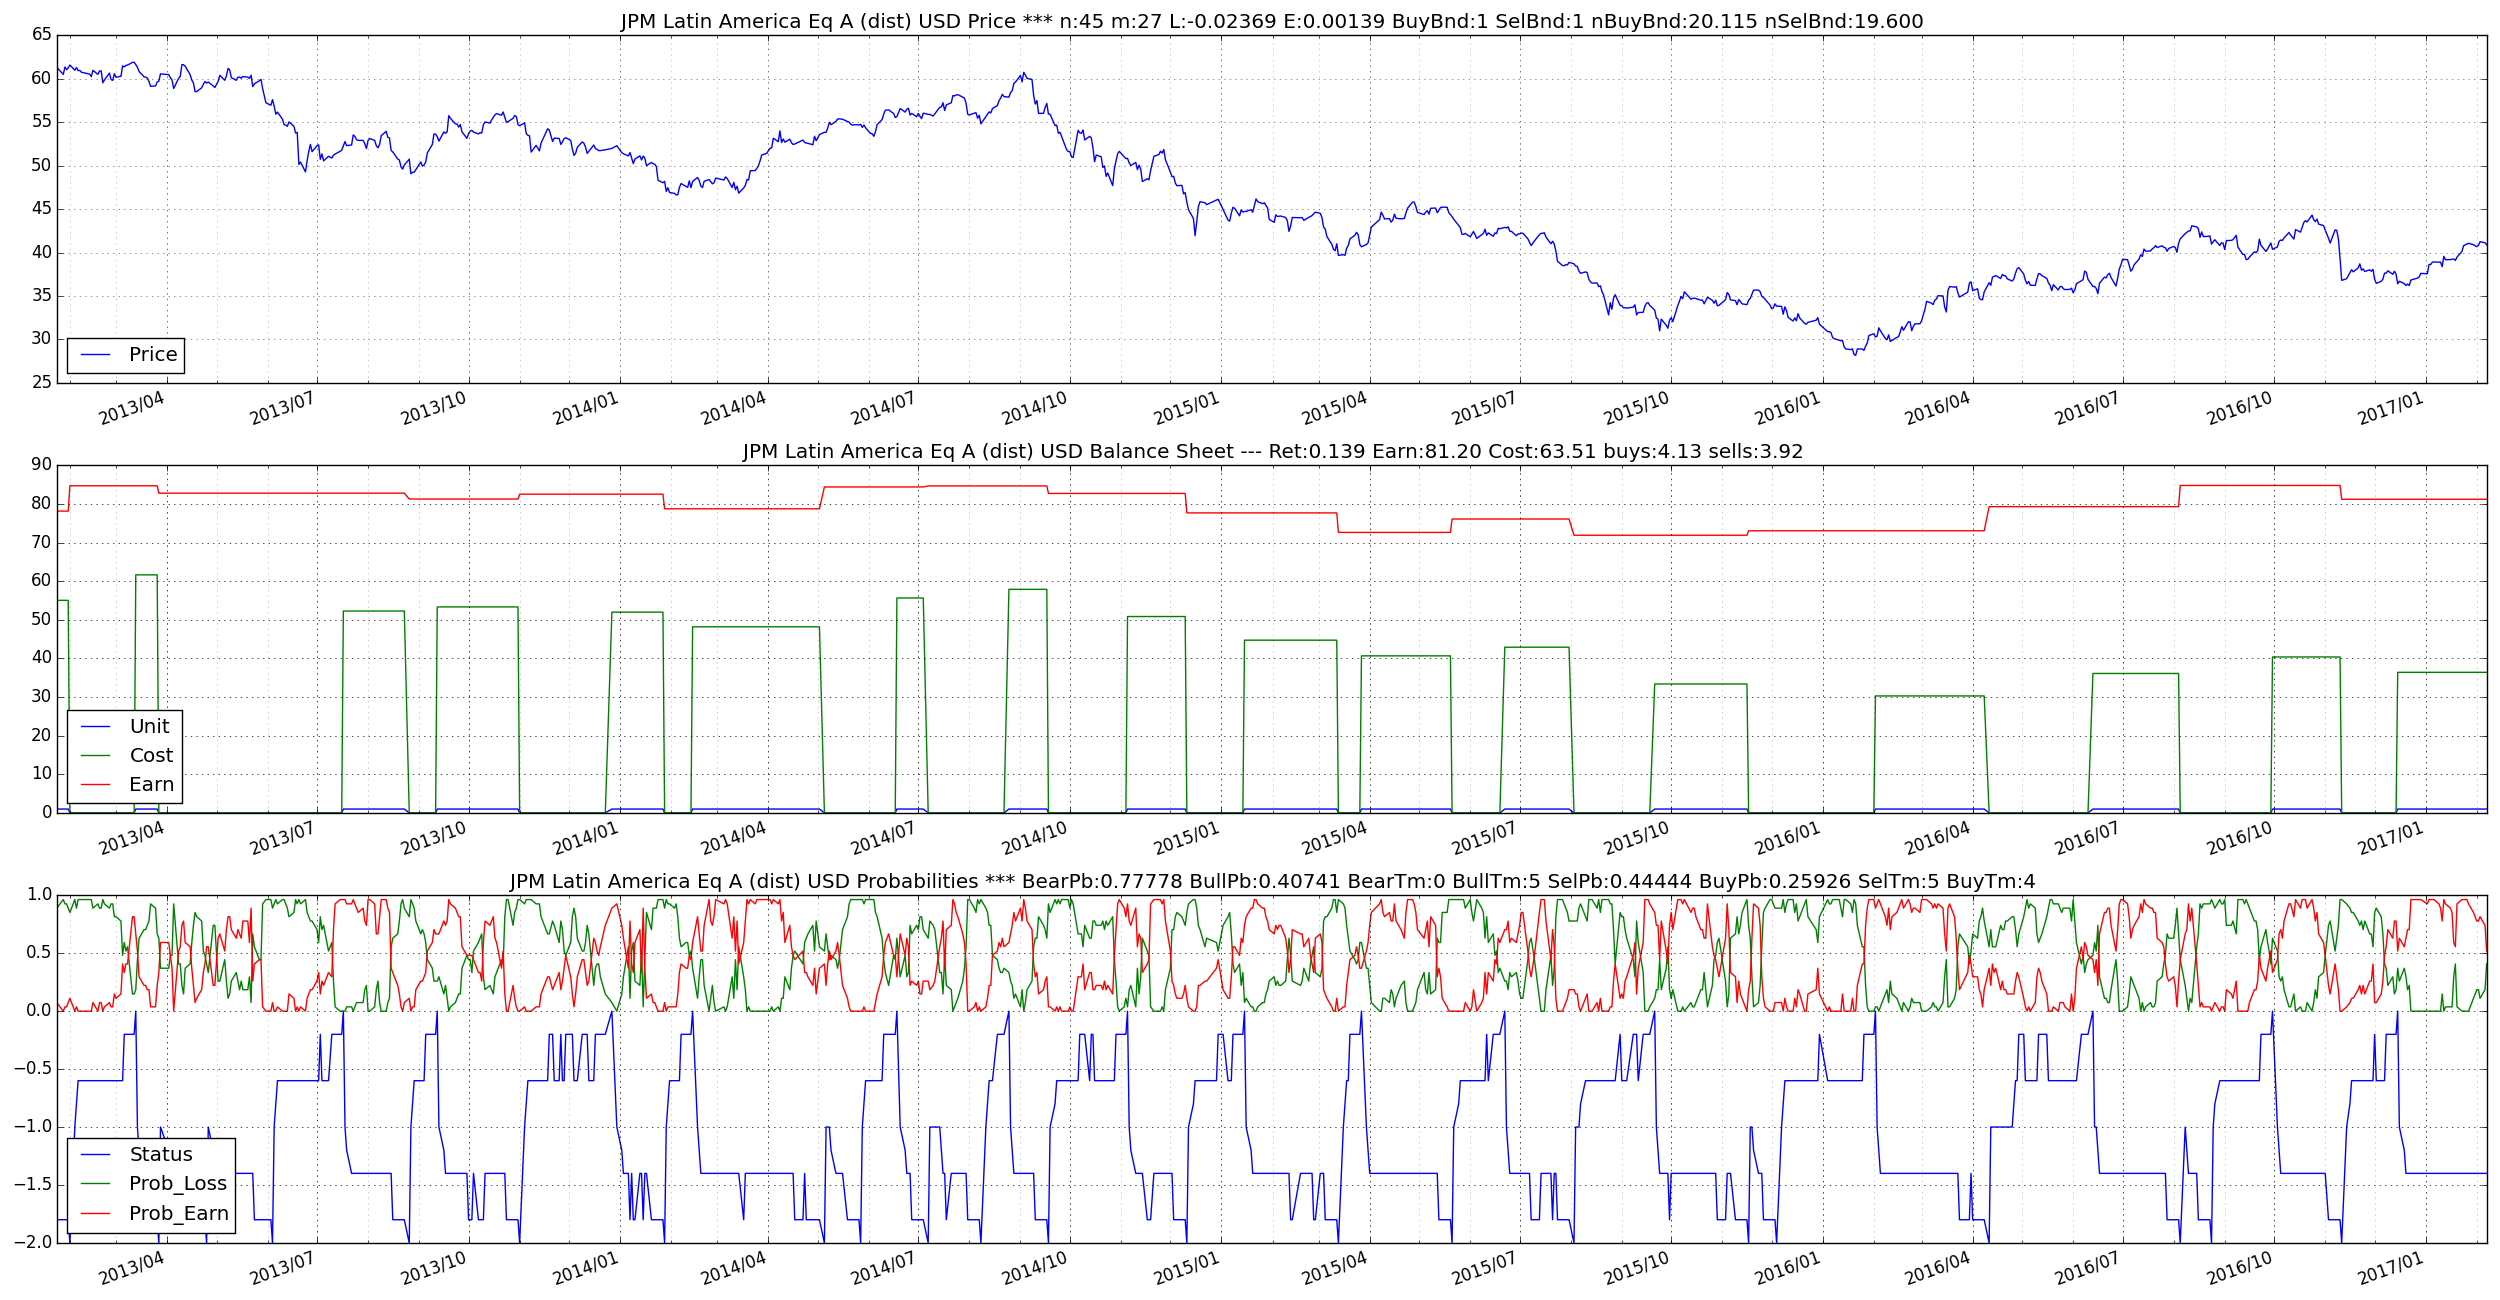 JPM Latin America Eq A (dist) USD Price *** n:45 m:27 L:-0.02369 E:0.00139 BuyBnd:1 SelBnd:1 nBuyBnd:20.115 nSelBnd:19.600
65
60
55
50
45
40
35
30
25
Price
2013/04 2013/07 2013/10 2014/01 2014/04 2014/07 2014/10 2015/01 2015/04 2015/07 2015/10 2016/01 2016/04 2016/07 2016/10 2017/01
JPM Latin America Eq A (dist) USD Balance Sheet --- Ret:0.139 Earn:81.20 Cost:63.51 buys:4.13 sells:3.92
90
80
70
60
50
40
30
20
10
0
Unit
Cost
Earn
2013/04 2013/07 2013/10 2014/01 2014/04 2014/07 2014/10 2015/01 2015/04 2015/07 2015/10 2016/01 2016/04 2016/07 2016/10 2017/01
JPM Latin America Eq A (dist) USD Probabilities *** BearPb:0.77778 BullPb:0.40741 BearTm:0 BullTm:5 SelPb:0.44444 BuyPb:0.25926 SelTm:5 BuyTm:4
1.0
0.5
0.0
−0.5
−1.0
−1.5
−2.0
Status
Prob_Loss
Prob_Earn
2013/04 2013/07 2013/10 2014/01 2014/04 2014/07 2014/10 2015/01 2015/04 2015/07 2015/10 2016/01 2016/04 2016/07 2016/10 2017/01